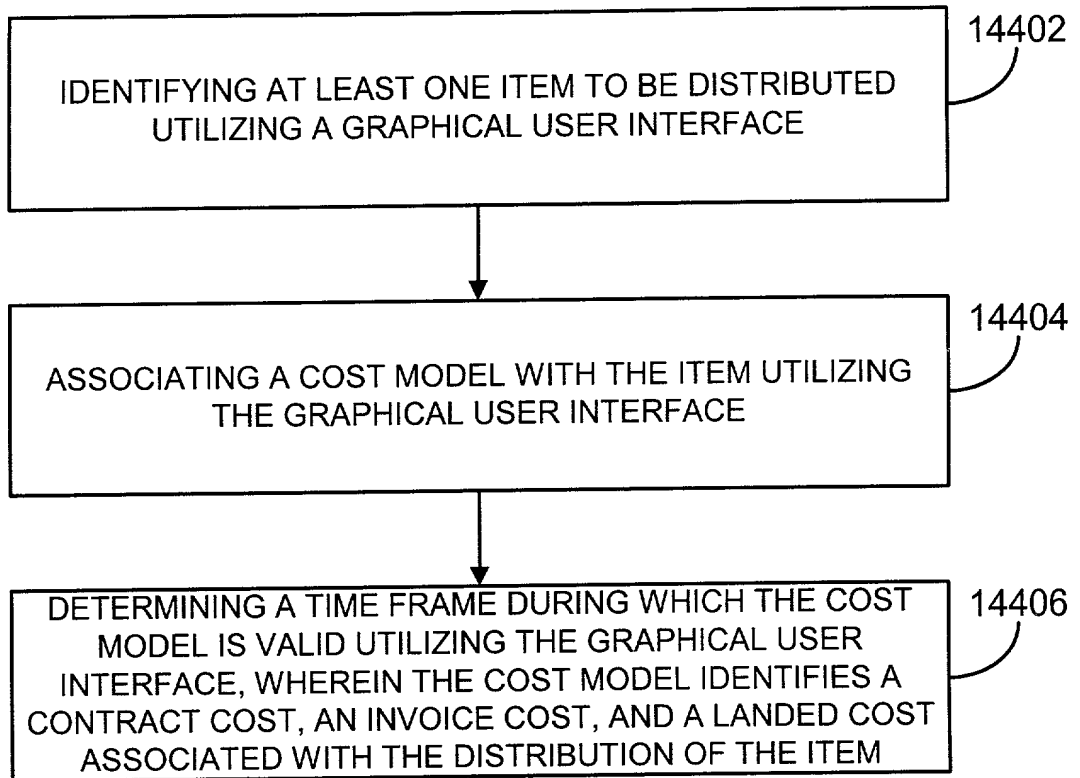 14402
IDENTIFYING AT LEAST ONE ITEM TO BE DISTRIBUTED
UTILIZING A GRAPHICAL USER INTERFACE
14404
ASSOCIATING A COST MODEL WITH THE ITEM UTILIZING
THE GRAPHICAL USER INTERFACE
14406
DETERMINING A TIME FRAME DURING WHICH THE COST
MODEL IS VALID UTILIZING THE GRAPHICAL USER
INTERFACE, WHEREIN THE COST MODEL IDENTIFIES A
CONTRACT COST, AN INVOICE COST, AND A LANDED COST
ASSOCIATED WITH THE DISTRIBUTION OF THE ITEM